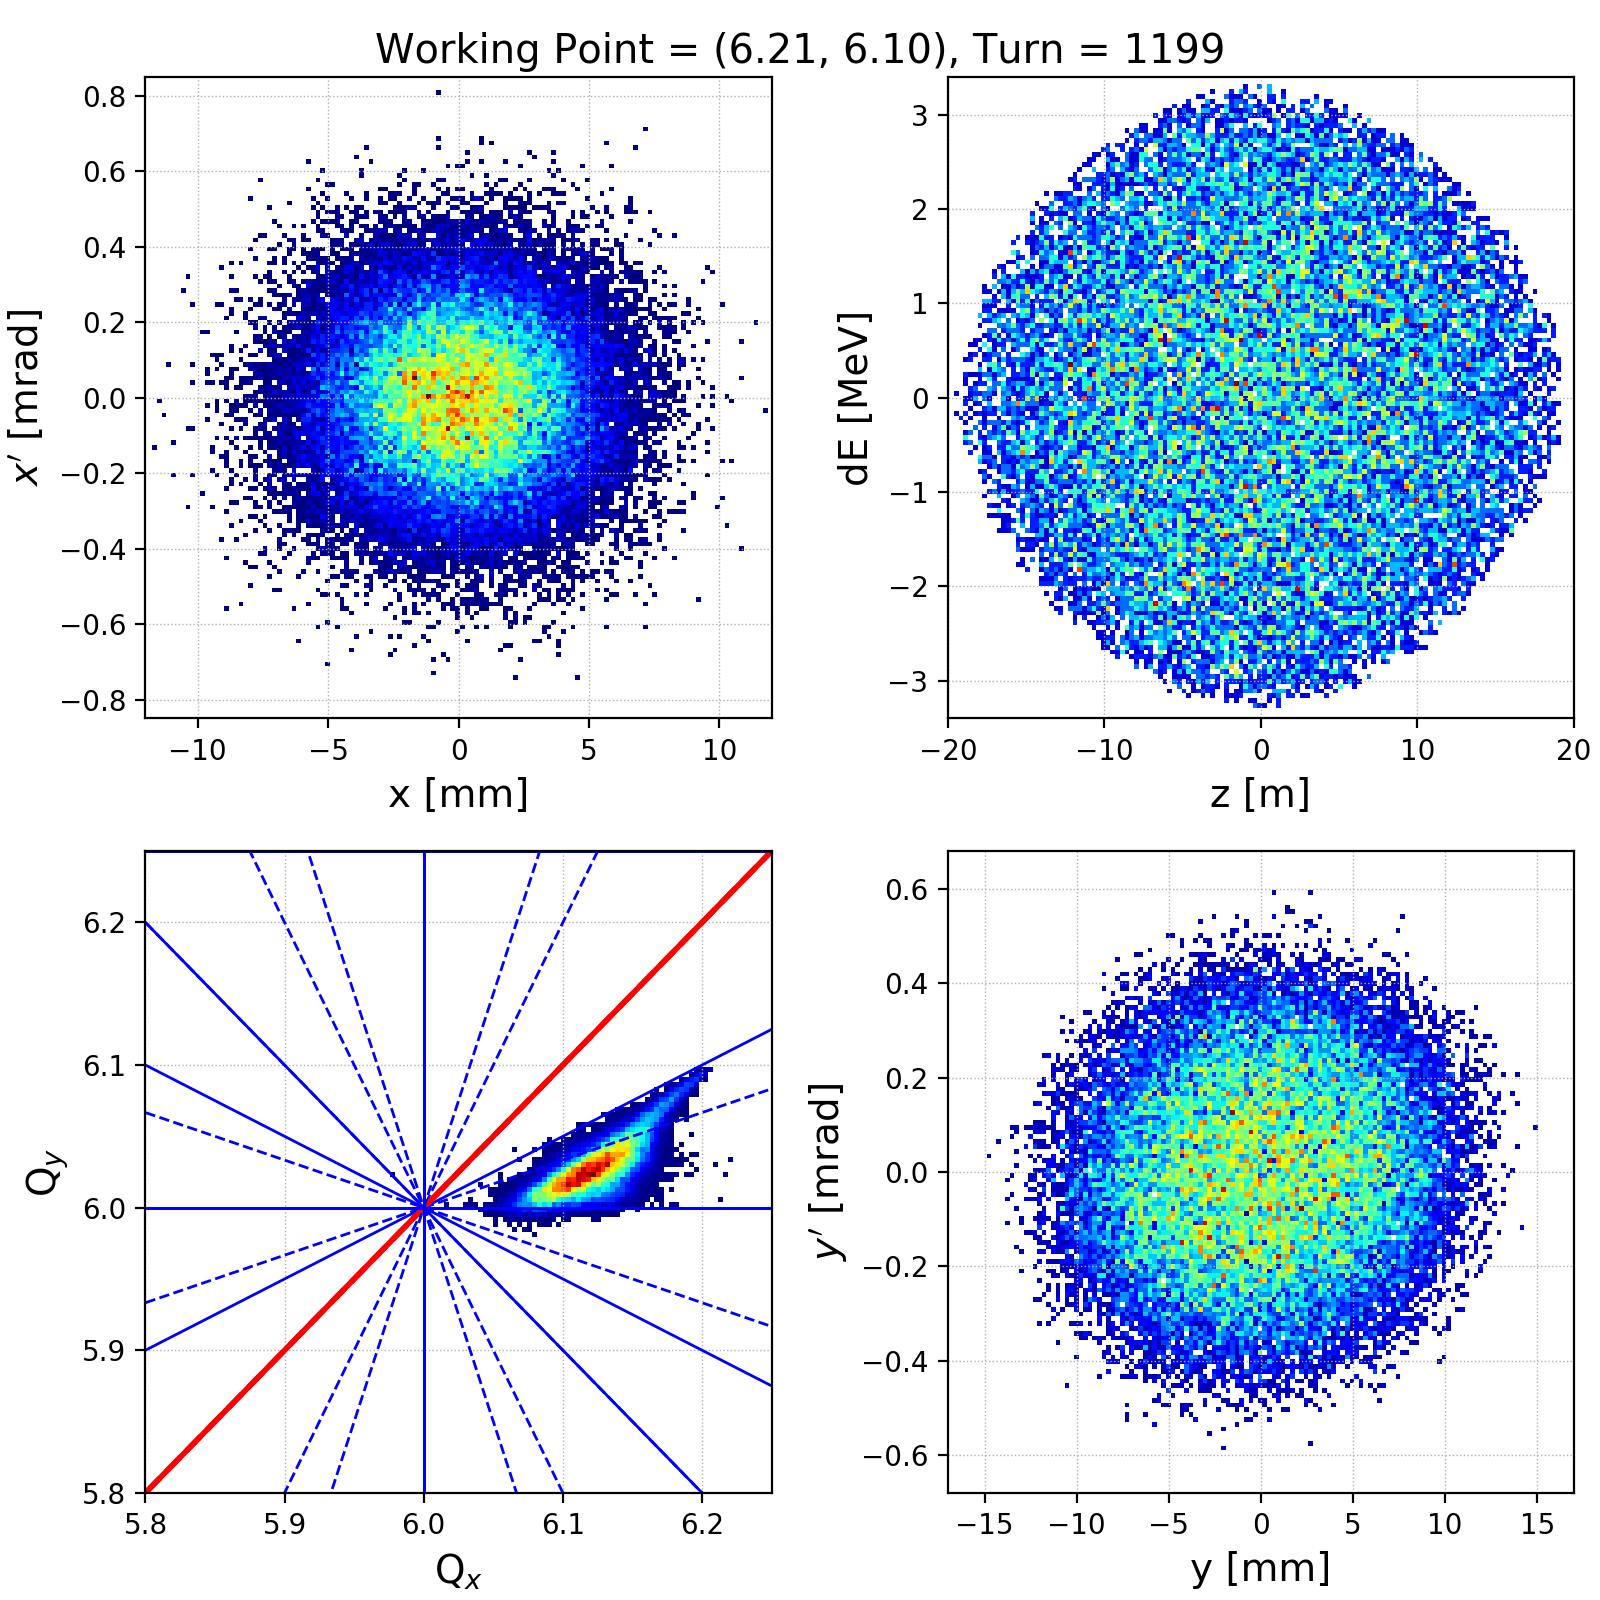 Working Point = (6.21, 6.10), Turn = 1199
0.8
0.6
0.4
0.2
0.0
−0.2
−0.4
−0.6
−0.8
x′ [mrad]
−10 −5 0 5 10
x [mm]
3
2
1
0
−1
−2
−3
dE [MeV]
−20 −10 0 10 20
z [m]
6.2
6.1
6.0
5.9
5.8
Qy
5.8 5.9 6.0 6.1 6.2
Qx
0.6
0.4
0.2
0.0
−0.2
−0.4
−0.6
y′ [mrad]
−15 −10 −5 0 5 10 15
y [mm]